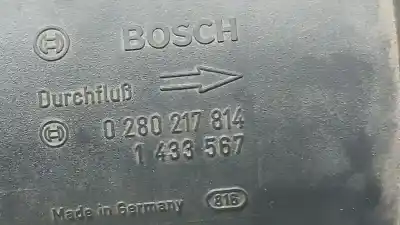 BOSCH
Durchfluß
0 280 217 814
1 433 567
Made in Germany 816